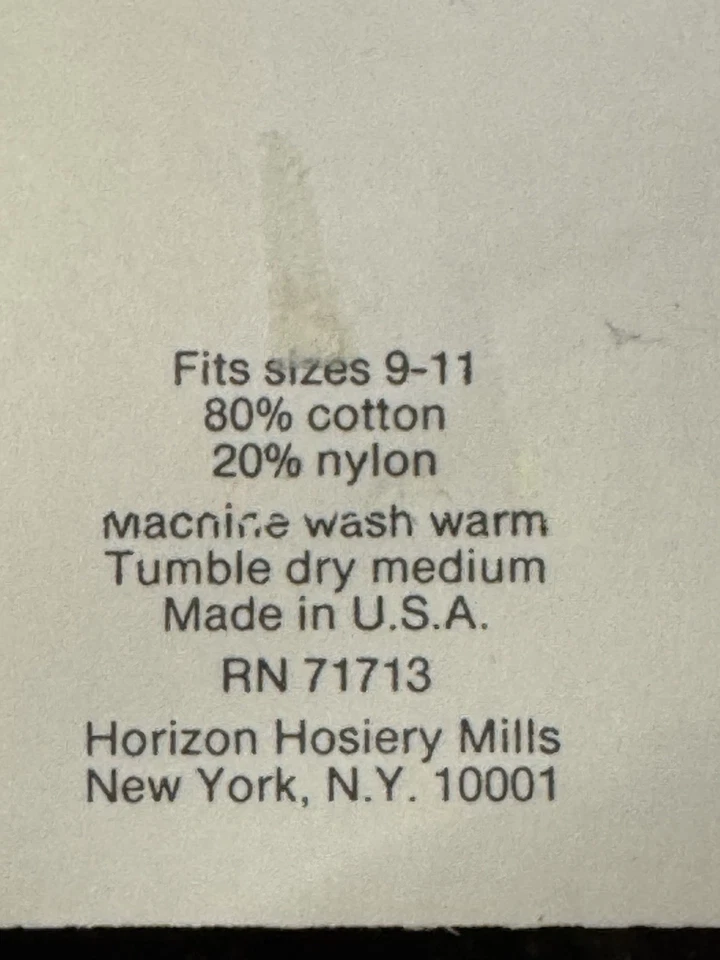 Fits sizes 9-11
80% cotton
20% nylon
Machine wash warm
Tumble dry medium
Made in U.S.A.
RN 71713
Horizon Hosiery Mills
New York, N.Y. 10001